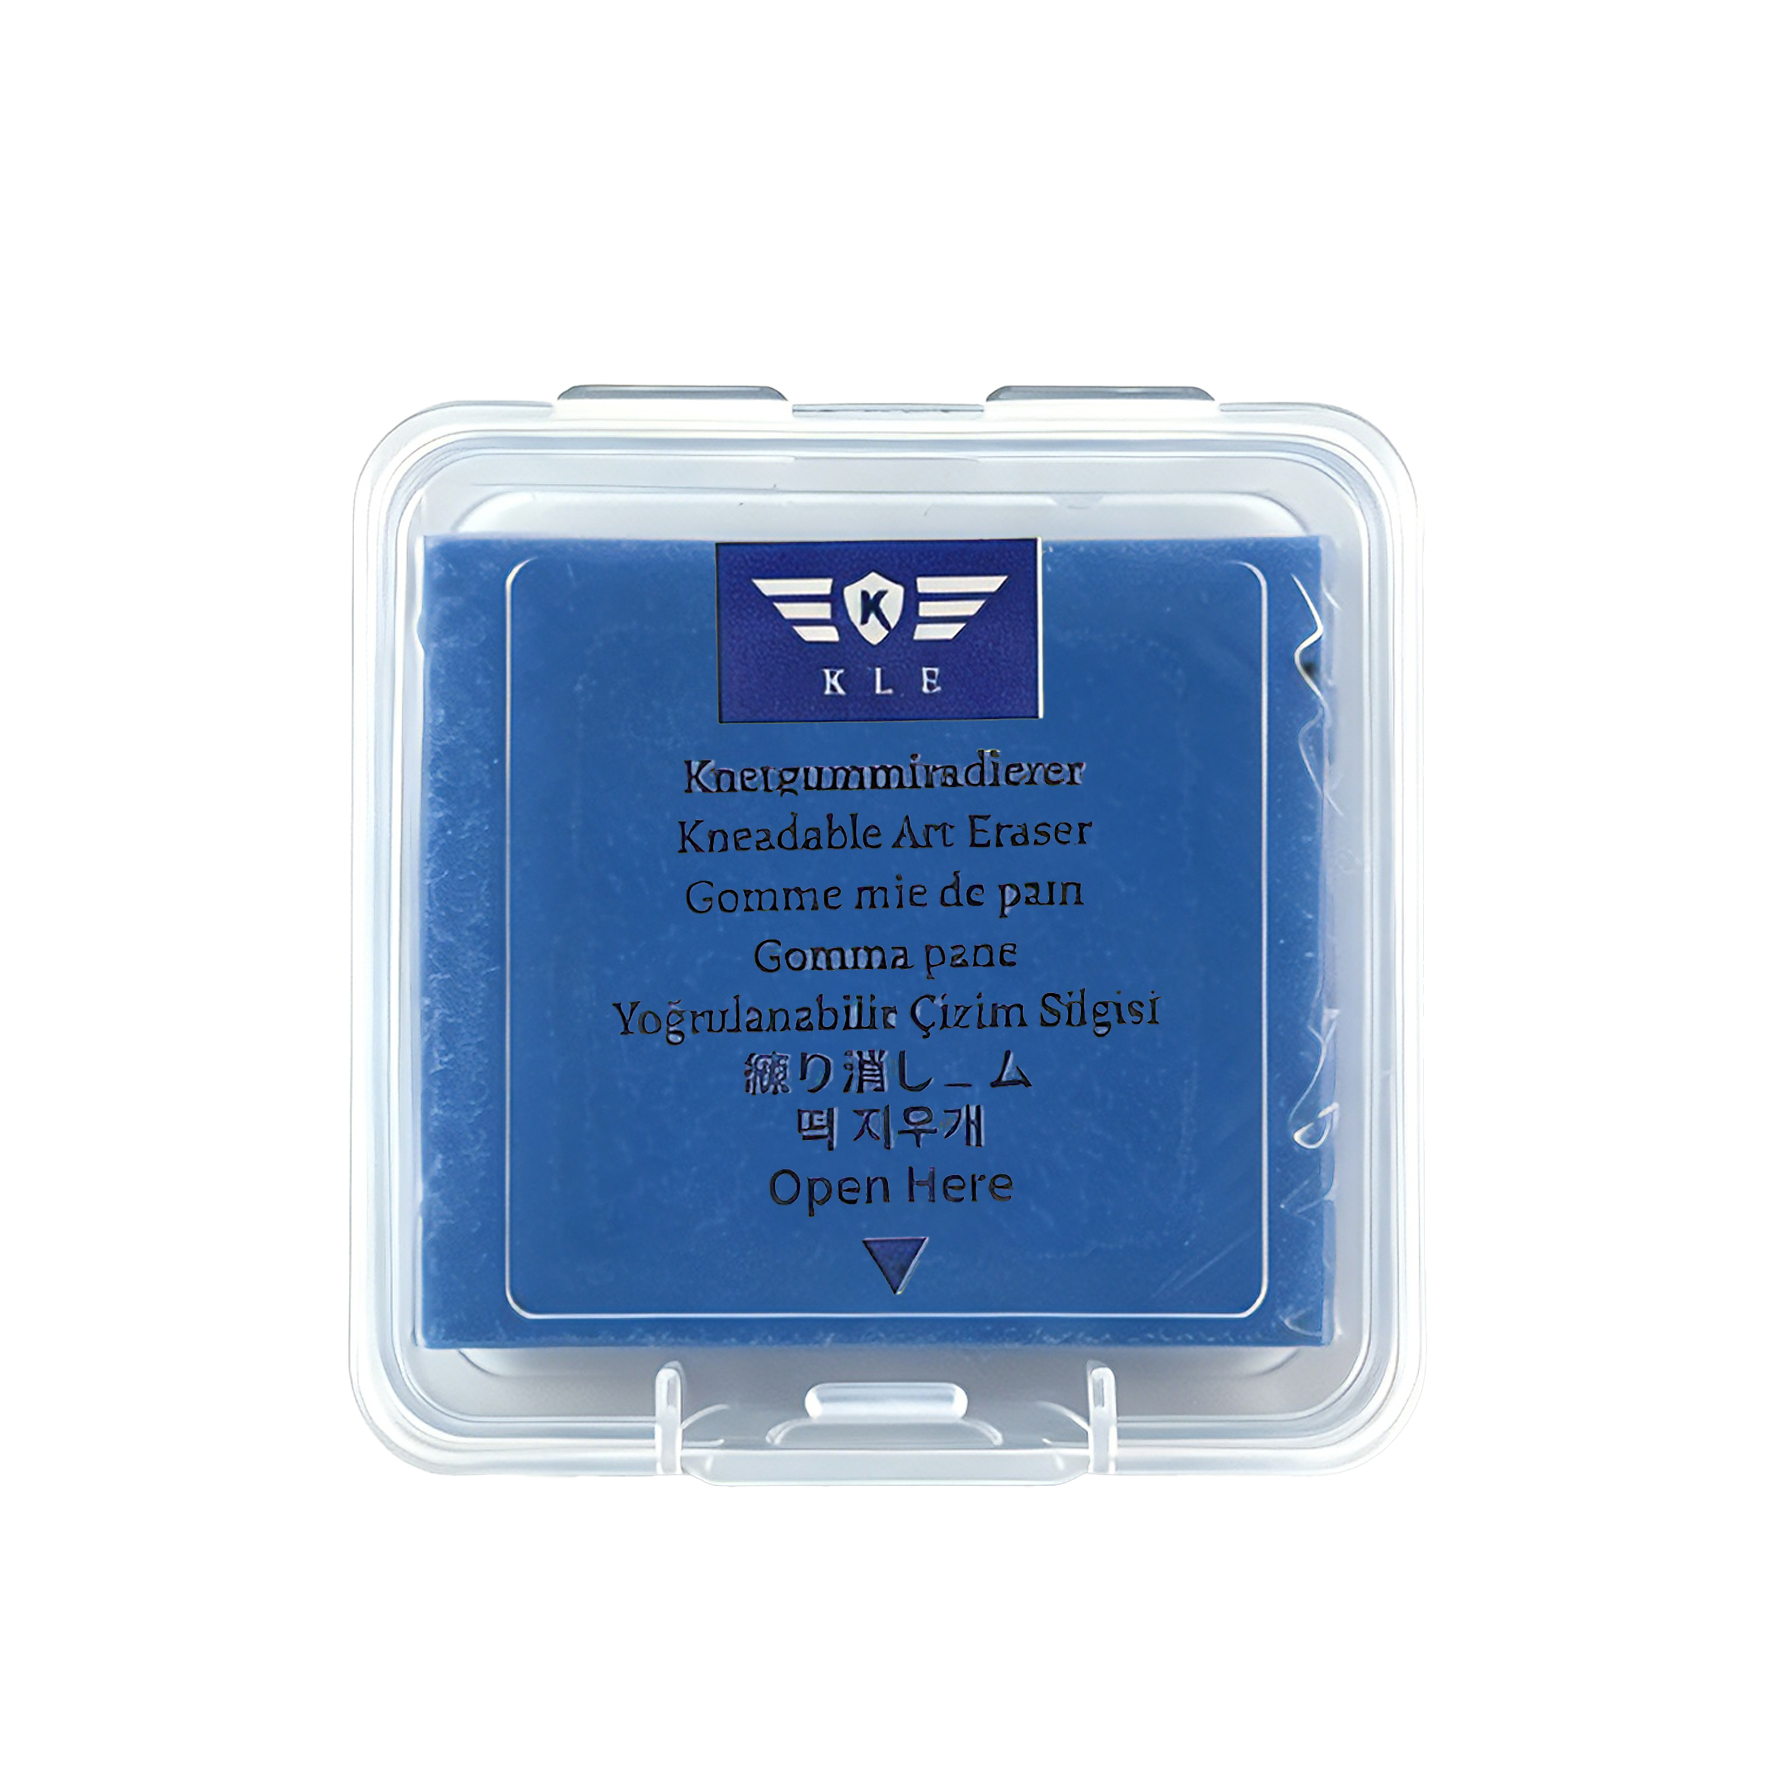 K
K L E
Knetgummiradierer
Kneadable Art Eraser
Gomme mie de pain
Gomma pane
Yoğrulanabilir Çizim Silgisi
練り消し_ム
떡 지우개
Open Here